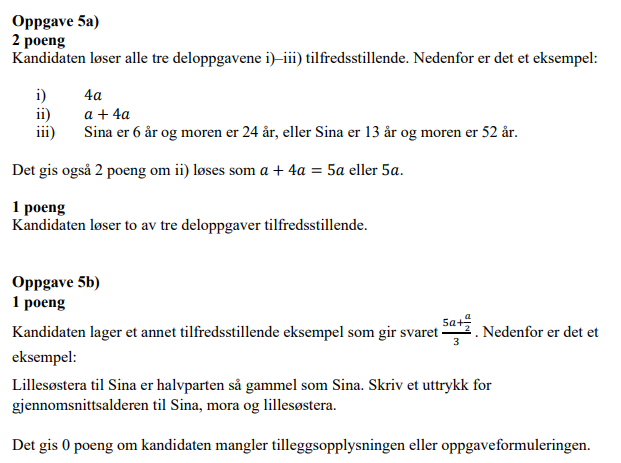 Oppgave 5a)
2 poeng
Kandidaten løser alle tre deloppgavene i)–iii) tilfredsstillende. Nedenfor er det et eksempel:
i) 4a
ii) a + 4a
iii) Sina er 6 år og moren er 24 år, eller Sina er 13 år og moren er 52 år.
Det gis også 2 poeng om ii) løses som a + 4a = 5a eller 5a.
1 poeng
Kandidaten løser to av tre deloppgaver tilfredsstillende.
Oppgave 5b)
1 poeng
Kandidaten lager et annet tilfredsstillende eksempel som gir svaret \frac{5a+\frac{a}{2}}{3} . Nedenfor er det et
eksempel:
Lillesøstera til Sina er halvparten så gammel som Sina. Skriv et uttrykk for
gjennomsnittsalderen til Sina, mora og lillesøstera.
Det gis 0 poeng om kandidaten mangler tilleggsopplysningen eller oppgaveformuleringen.